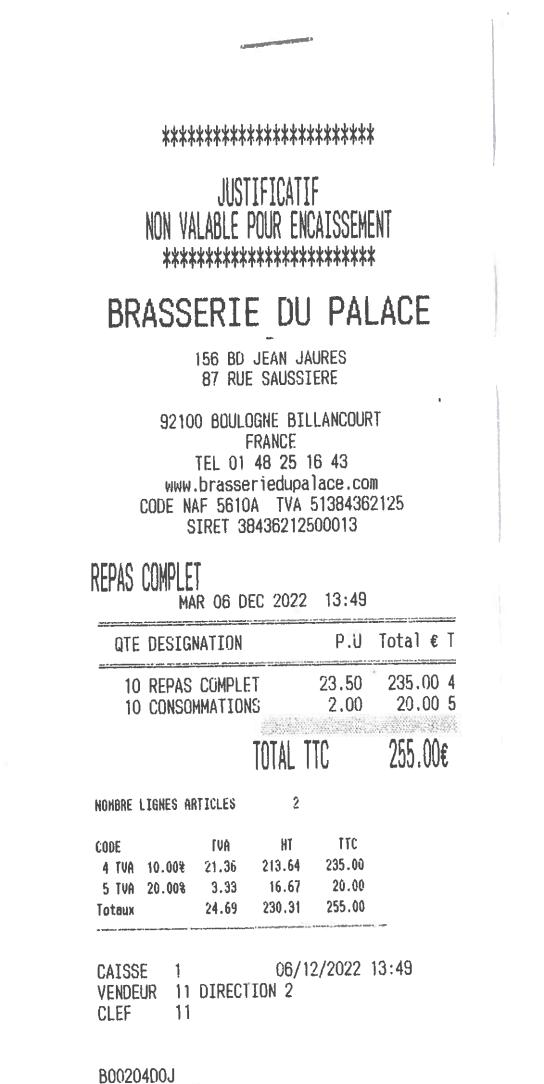 ************************
JUSTIFICATIF
NON VALABLE POUR ENCAISSEMENT
************************
BRASSERIE DU PALACE
156 BD JEAN JAURES
87 RUE SAUSSIERE
92100 BOULOGNE BILLANCOURT
FRANCE
TEL 01 48 25 16 43
www.brasseriedupalace.com
CODE NAF 5610A TVA 51384362125
SIRET 38436212500013
REPAS COMPLET
MAR 06 DEC 2022 13:49
QTE DESIGNATION P.U Total € T
10 REPAS COMPLET 23.50 235.00 4
10 CONSOMMATIONS 2.00 20.00 5
TOTAL TTC 255.00€
NOMBRE LIGNES ARTICLES 2
CODE TVA HT TTC
4 TVA 10.00% 21.36 213.64 235.00
5 TVA 20.00% 3.33 16.67 20.00
Totaux 24.69 230.31 255.00
CAISSE 1 06/12/2022 13:49
VENDEUR 11 DIRECTION 2
CLEF 11
B00204D0J